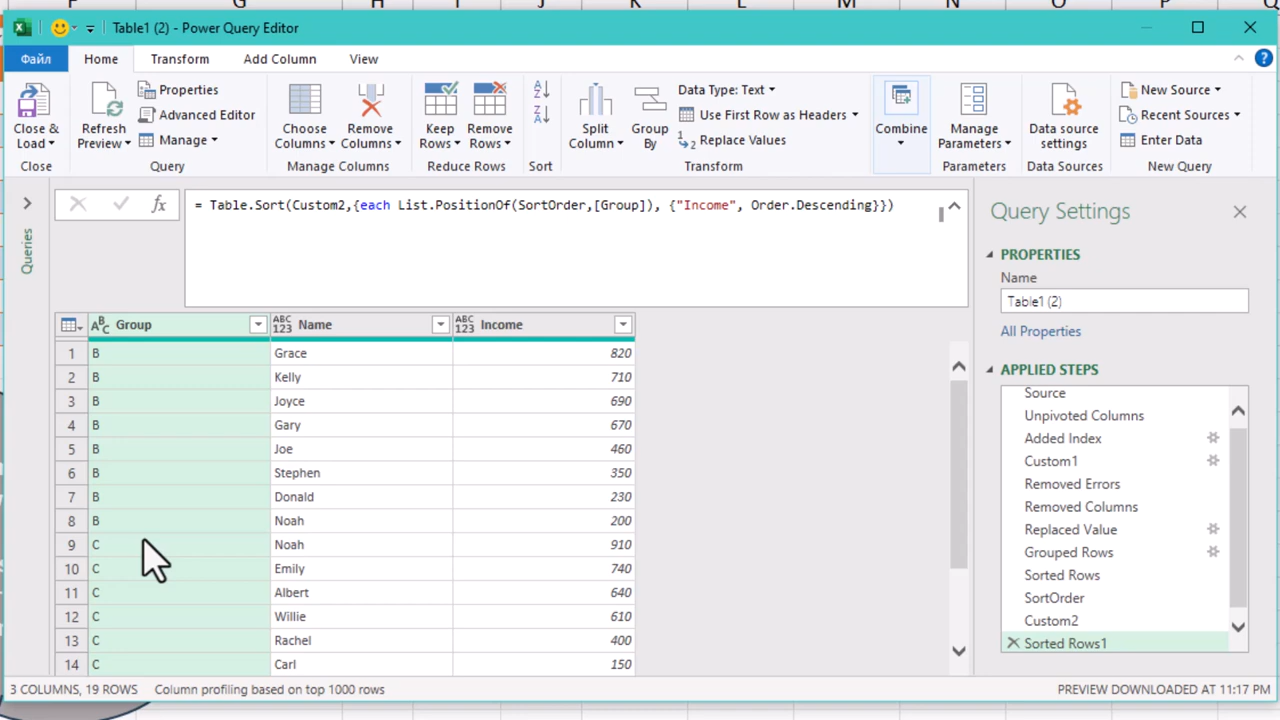 Table1 (2) - Power Query Editor
Файл Home Transform Add Column View
Close & Load
Close
Refresh Preview
Properties
Advanced Editor
Manage
Query
Choose Columns
Remove Columns
Manage Columns
Keep Rows
Remove Rows
Reduce Rows
Sort
Split Column
Group By
Data Type: Text
Use First Row as Headers
Replace Values
Transform
Combine
Manage Parameters
Parameters
Data source settings
Data Sources
New Source
Recent Sources
Enter Data
New Query
Queries
fx = Table.Sort(Custom2,{each List.PositionOf(SortOrder,[Group]), {"Income", Order.Descending}})
ABC Group ABC 123 Name ABC 123 Income
1 B Grace 820
2 B Kelly 710
3 B Joyce 690
4 B Gary 670
5 B Joe 460
6 B Stephen 350
7 B Donald 230
8 B Noah 200
9 C Noah 910
10 C Emily 740
11 C Albert 640
12 C Willie 610
13 C Rachel 400
14 C Carl 150
Query Settings
PROPERTIES
Name
Table1 (2)
All Properties
APPLIED STEPS
Source
Unpivoted Columns
Added Index
Custom1
Removed Errors
Removed Columns
Replaced Value
Grouped Rows
Sorted Rows
SortOrder
Custom2
Sorted Rows1
3 COLUMNS, 19 ROWS Column profiling based on top 1000 rows PREVIEW DOWNLOADED AT 11:17 PM